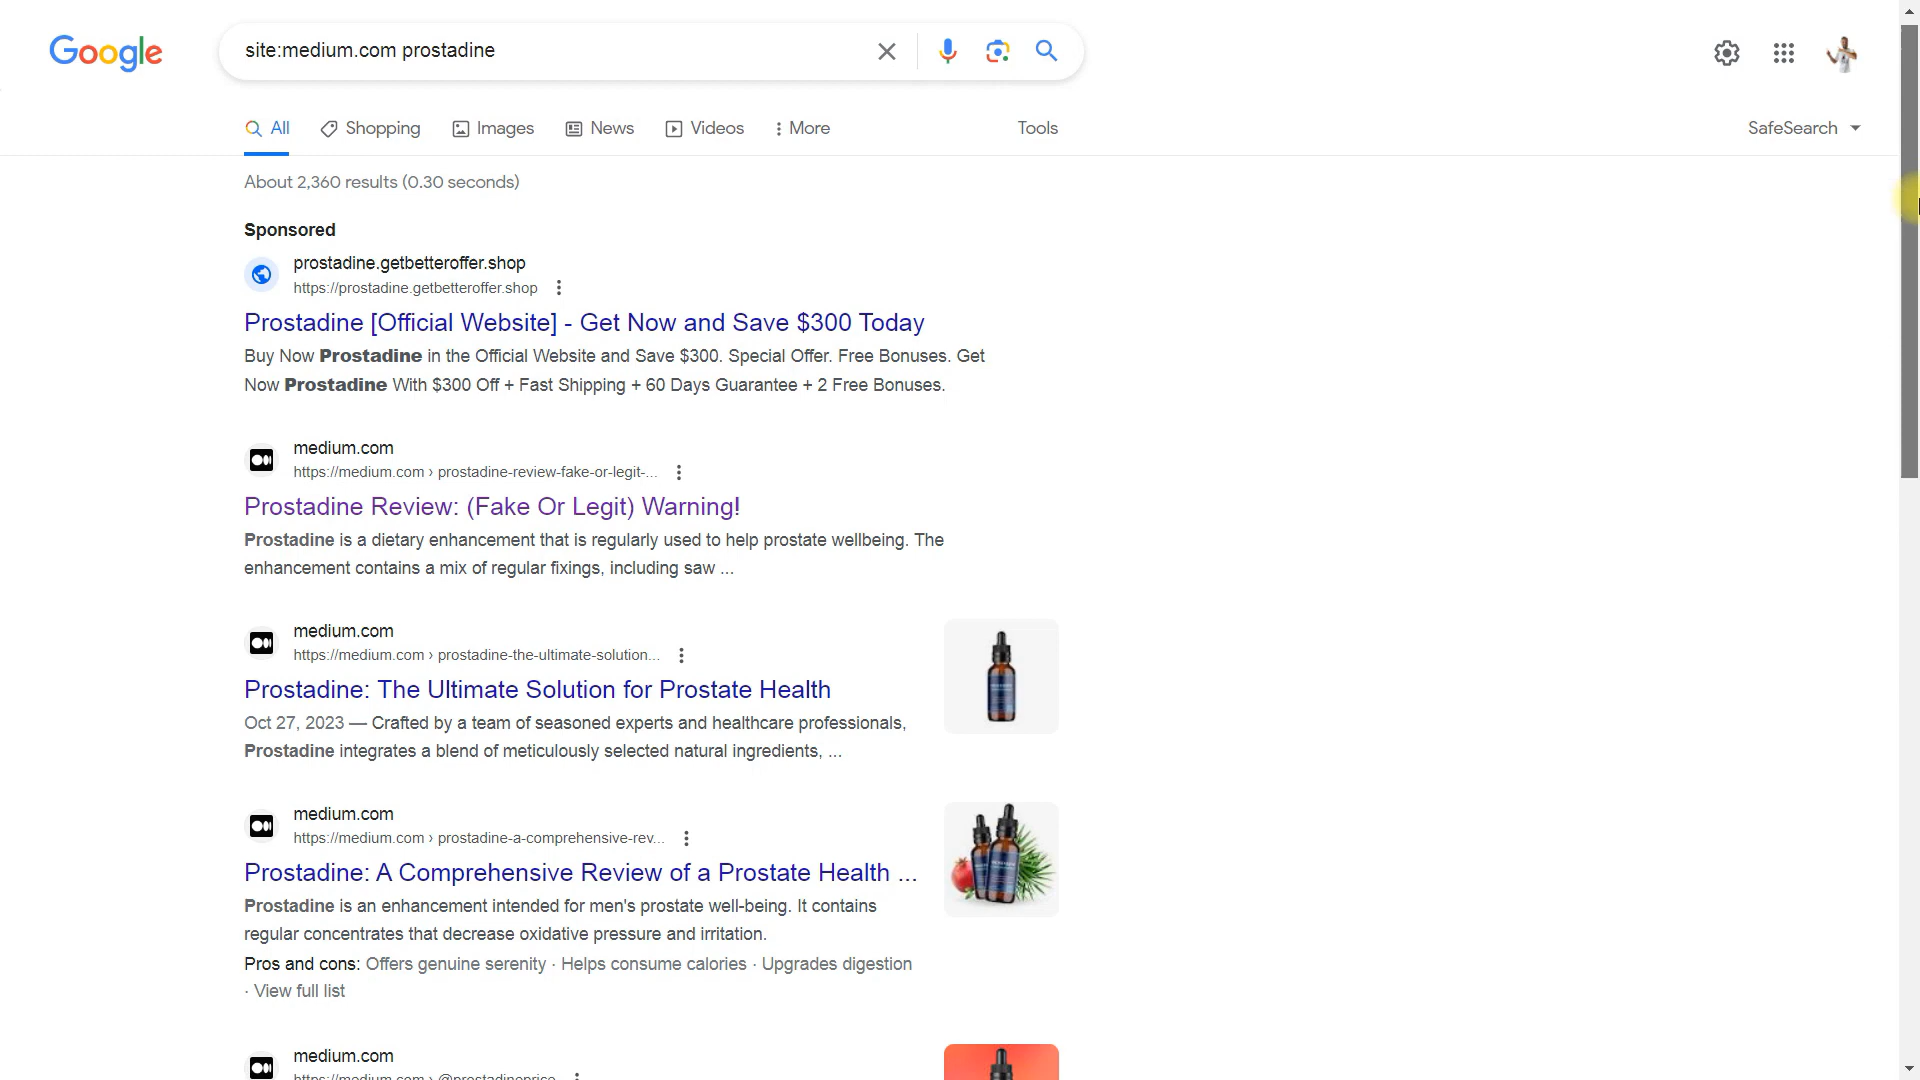 Google
site:medium.com prostadine
All
Shopping
Images
News
Videos
More
Tools
SafeSearch
About 2,360 results (0.30 seconds)
Sponsored
prostadine.getbetteroffer.shop
https://prostadine.getbetteroffer.shop
Prostadine [Official Website] - Get Now and Save $300 Today
Buy Now Prostadine in the Official Website and Save $300. Special Offer. Free Bonuses. Get
Now Prostadine With $300 Off + Fast Shipping + 60 Days Guarantee + 2 Free Bonuses.
medium.com
https://medium.com › prostadine-review-fake-or-legit-...
Prostadine Review: (Fake Or Legit) Warning!
Prostadine is a dietary enhancement that is regularly used to help prostate wellbeing. The
enhancement contains a mix of regular fixings, including saw ...
medium.com
https://medium.com › prostadine-the-ultimate-solution...
Prostadine: The Ultimate Solution for Prostate Health
Oct 27, 2023 — Crafted by a team of seasoned experts and healthcare professionals,
Prostadine integrates a blend of meticulously selected natural ingredients, ...
medium.com
https://medium.com › prostadine-a-comprehensive-rev...
Prostadine: A Comprehensive Review of a Prostate Health ...
Prostadine is an enhancement intended for men's prostate well-being. It contains
regular concentrates that decrease oxidative pressure and irritation.
Pros and cons: Offers genuine serenity · Helps consume calories · Upgrades digestion
· View full list
medium.com
https://medium.com › @prostadineprice